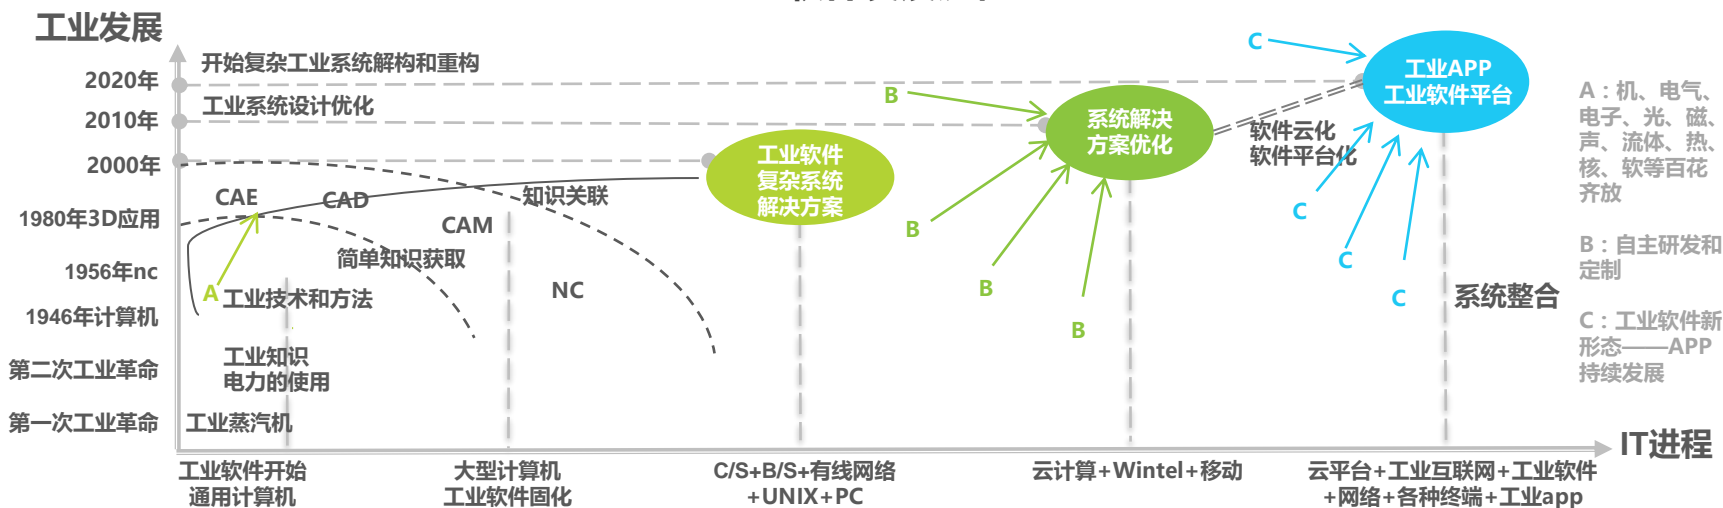 工业发展
2020年
2010年
2000年
1980年3D应用
1956年nc
1946年计算机
第二次工业革命
第一次工业革命
开始复杂工业系统解构和重构
工业系统设计优化
CAE
CAD
CAM
NC
知识关联
简单知识获取
A
工业技术和方法
工业知识
电力的使用
工业蒸汽机
工业软件
复杂系统
解决方案
B
B
B
B
系统解决
方案优化
软件云化
软件平台化
C
C
C
C
工业APP
工业软件平台
系统整合
A：机、电气、
电子、光、磁、
声、流体、热、
核、软等百花
齐放
B：自主研发和
定制
C：工业软件新
形态——APP
持续发展
IT进程
工业软件开始
通用计算机
大型计算机
工业软件固化
C/S+B/S+有线网络
+UNIX+PC
云计算+Wintel+移动
云平台+工业互联网+工业软件
+网络+各种终端+工业app